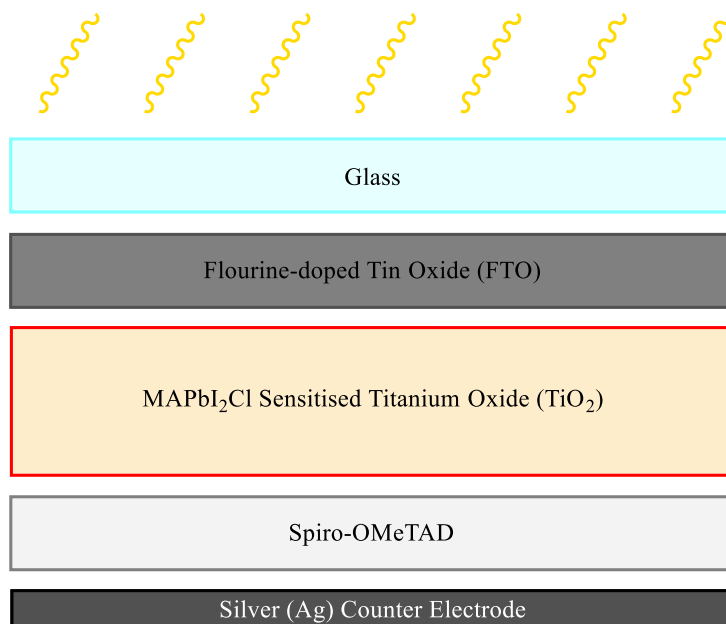 Glass
Flourine-doped Tin Oxide (FTO)
MAPbI₂Cl Sensitised Titanium Oxide (TiO₂)
Spiro-OMeTAD
Silver (Ag) Counter Electrode